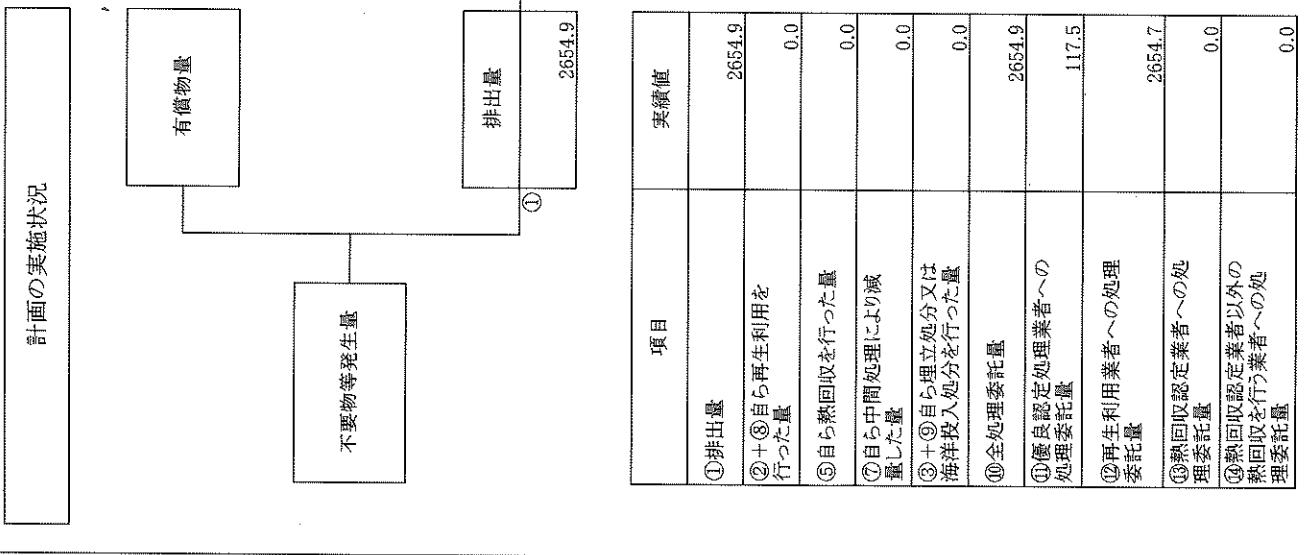 計画の実施状況
有償物量
不要物等発生量
排出量
①
2654.9
項目
実績値
①排出量
2654.9
②+⑧自ら再生利用を
行った量
0.0
⑤自ら熱回収を行った量
0.0
⑦自ら中間処理により減
量した量
0.0
③+⑨自ら埋立処分又は
海洋投入処分を行った量
0.0
⑩全処理委託量
2654.9
⑪優良認定処理業者への
処理委託量
117.5
⑫再生利用業者への処理
委託量
2654.7
⑬熱回収認定業者への処
理委託量
0.0
⑭熱回収認定業者以外の
熱回収を行う業者への処
理委託量
0.0